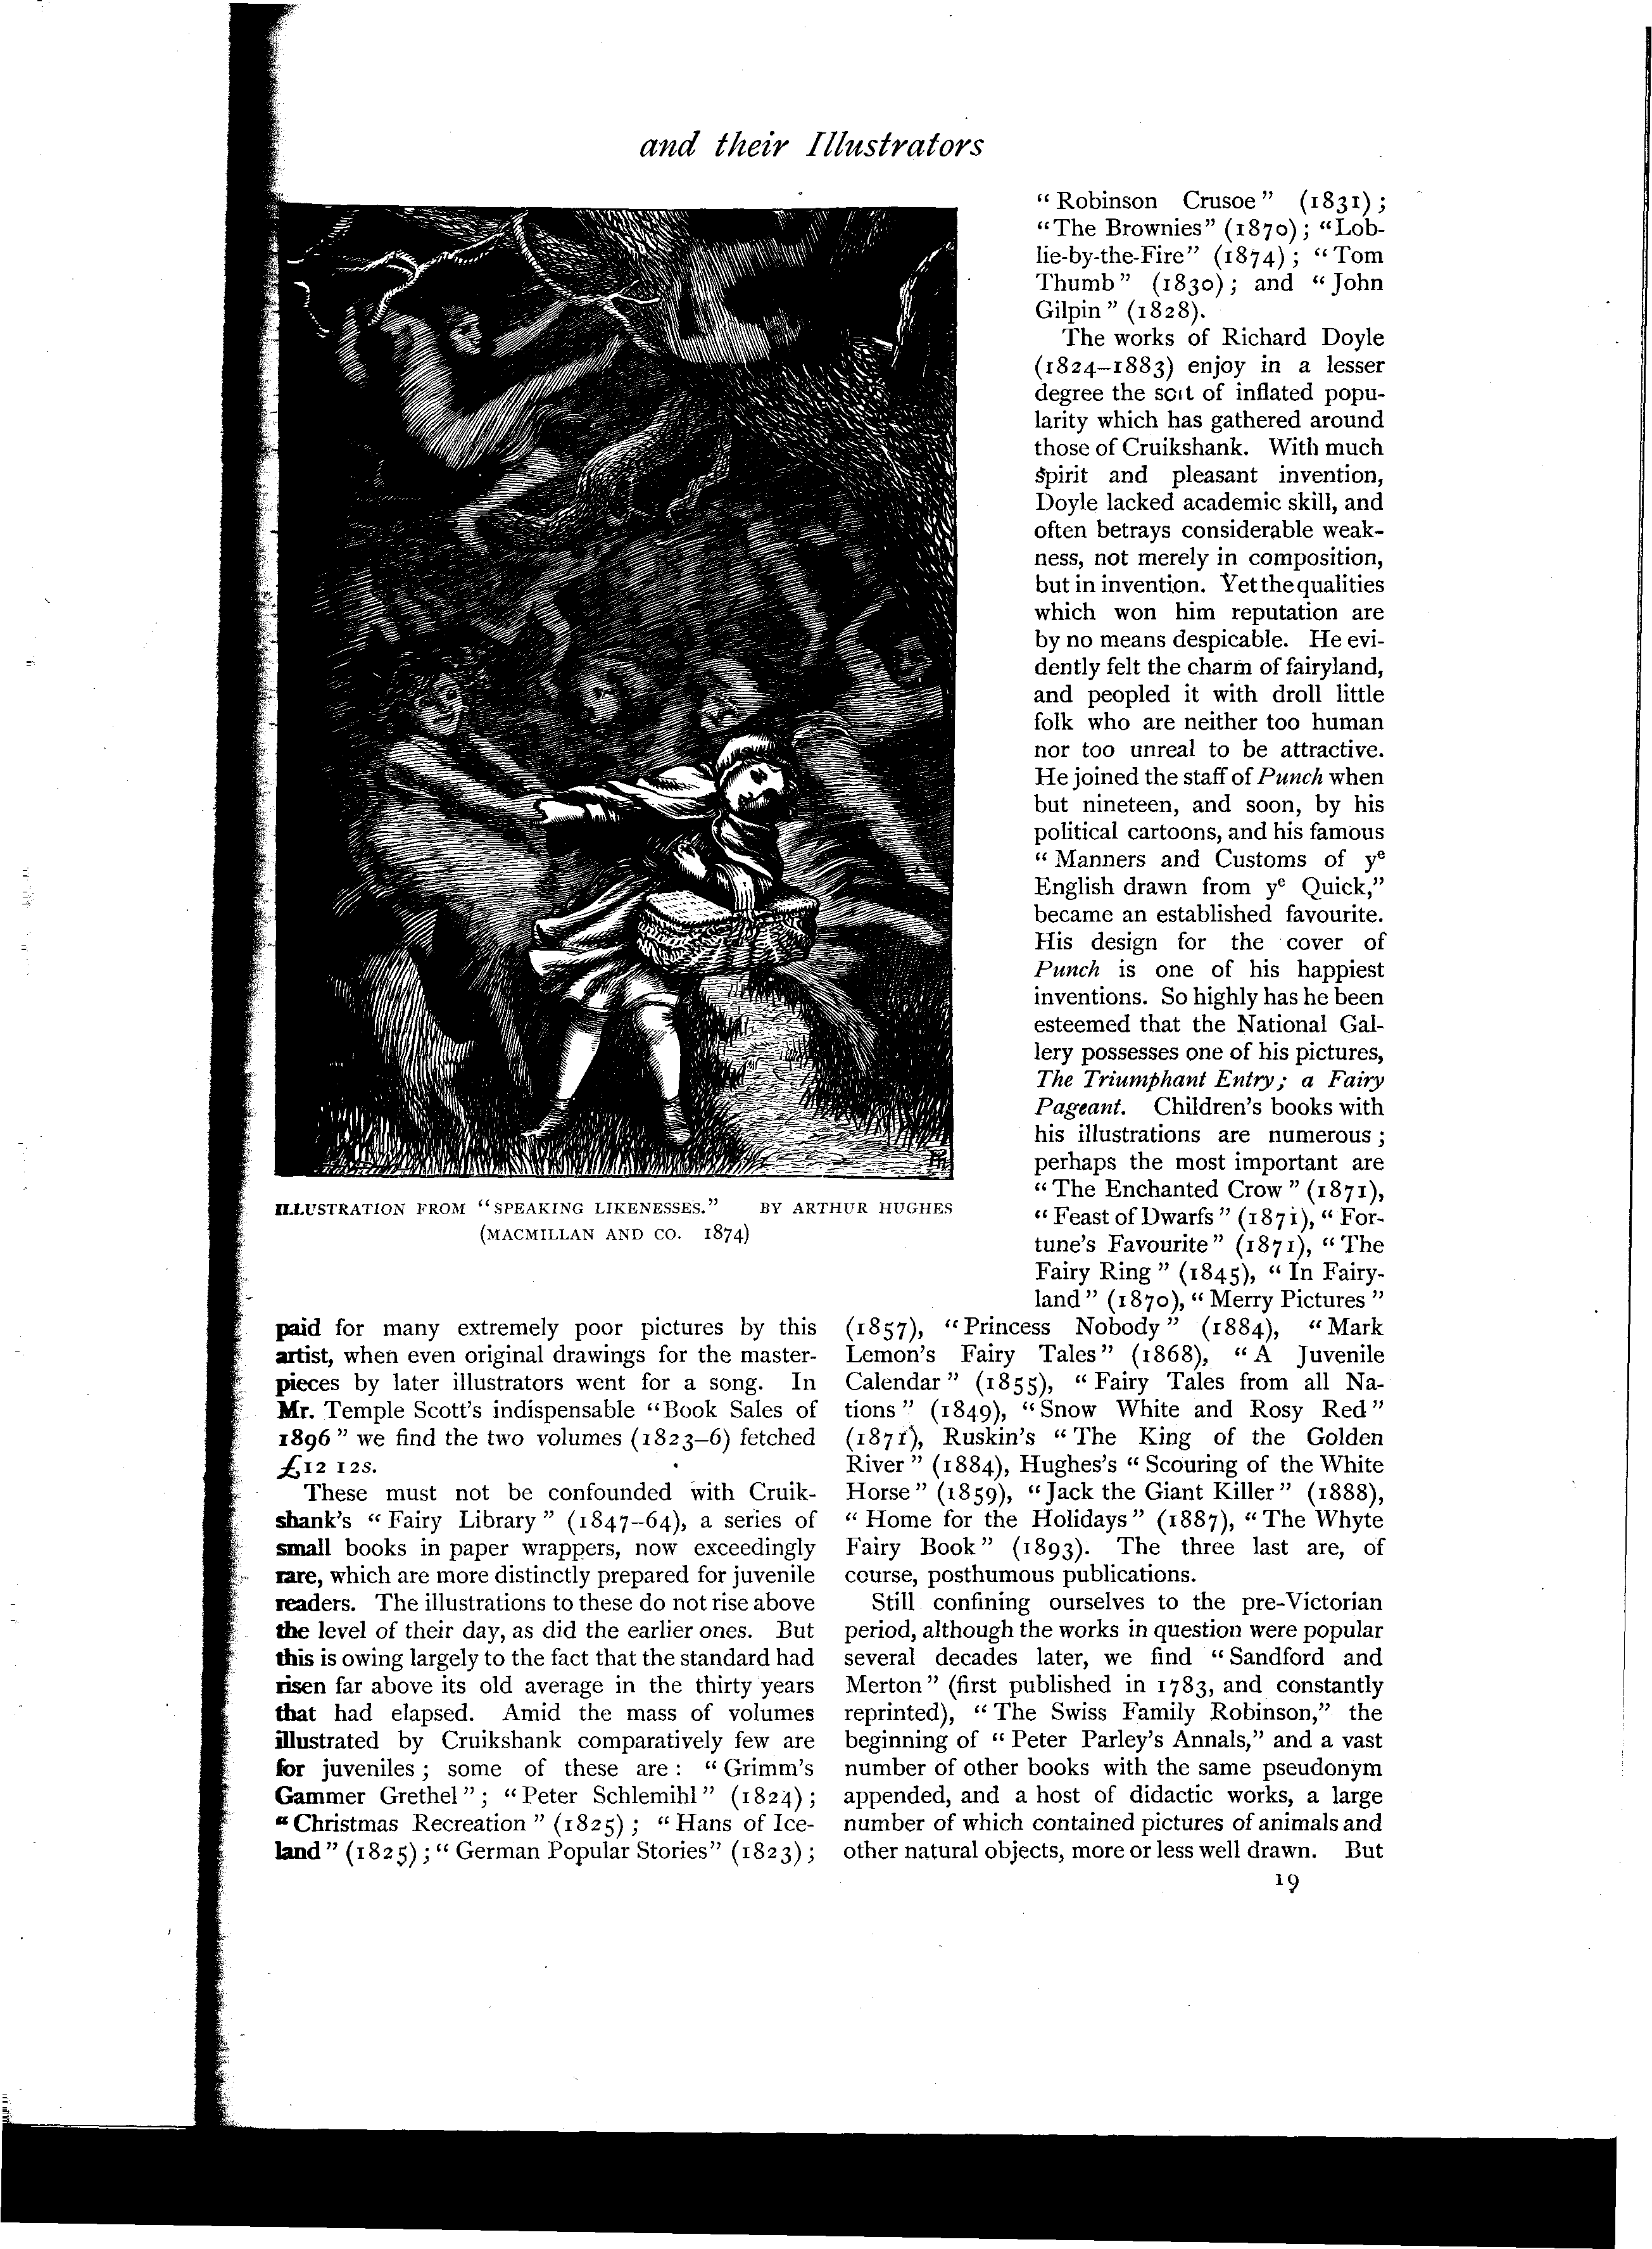 and their Illustrators
ILLUSTRATION FROM “SPEAKING LIKENESSES.” BY ARTHUR HUGHES
(MACMILLAN AND CO. 1874)
paid for many extremely poor pictures by this
artist, when even original drawings for the master-
pieces by later illustrators went for a song. In
Mr. Temple Scott's indispensable “Book Sales of
1896” we find the two volumes (1823–6) fetched
£12 12s.
These must not be confounded with Cruik-
shank's “Fairy Library” (1847–64), a series of
small books in paper wrappers, now exceedingly
rare, which are more distinctly prepared for juvenile
readers. The illustrations to these do not rise above
the level of their day, as did the earlier ones. But
this is owing largely to the fact that the standard had
risen far above its old average in the thirty years
that had elapsed. Amid the mass of volumes
illustrated by Cruikshank comparatively few are
for juveniles; some of these are: “Grimm's
Gammer Grethel”; “Peter Schlemihl” (1824);
“Christmas Recreation” (1825); “Hans of Ice-
land” (1825); “German Popular Stories” (1823);
“Robinson Crusoe” (1831);
“The Brownies” (1870); “Lob-
lie-by-the-Fire” (1874); “Tom
Thumb” (1830); and “John
Gilpin” (1828).
The works of Richard Doyle
(1824–1883) enjoy in a lesser
degree the sort of inflated popu-
larity which has gathered around
those of Cruikshank. With much
spirit and pleasant invention,
Doyle lacked academic skill, and
often betrays considerable weak-
ness, not merely in composition,
but in invention. Yet the qualities
which won him reputation are
by no means despicable. He evi-
dently felt the charm of fairyland,
and peopled it with droll little
folk who are neither too human
nor too unreal to be attractive.
He joined the staff of Punch when
but nineteen, and soon, by his
political cartoons, and his famous
“Manners and Customs of yᵉ
English drawn from yᵉ Quick,”
became an established favourite.
His design for the cover of
Punch is one of his happiest
inventions. So highly has he been
esteemed that the National Gal-
lery possesses one of his pictures,
The Triumphant Entry; a Fairy
Pageant. Children's books with
his illustrations are numerous;
perhaps the most important are
“The Enchanted Crow” (1871),
“Feast of Dwarfs” (1871), “For-
tune's Favourite” (1871), “The
Fairy Ring” (1845), “In Fairy-
land” (1870), “Merry Pictures”
(1857), “Princess Nobody” (1884), “Mark
Lemon's Fairy Tales” (1868), “A Juvenile
Calendar” (1855), “Fairy Tales from all Na-
tions” (1849), “Snow White and Rosy Red”
(1871), Ruskin's “The King of the Golden
River” (1884), Hughes's “Scouring of the White
Horse” (1859), “Jack the Giant Killer” (1888),
“Home for the Holidays” (1887), “The Whyte
Fairy Book” (1893). The three last are, of
course, posthumous publications.
Still confining ourselves to the pre-Victorian
period, although the works in question were popular
several decades later, we find “Sandford and
Merton” (first published in 1783, and constantly
reprinted), “The Swiss Family Robinson,” the
beginning of “Peter Parley's Annals,” and a vast
number of other books with the same pseudonym
appended, and a host of didactic works, a large
number of which contained pictures of animals and
other natural objects, more or less well drawn. But
19